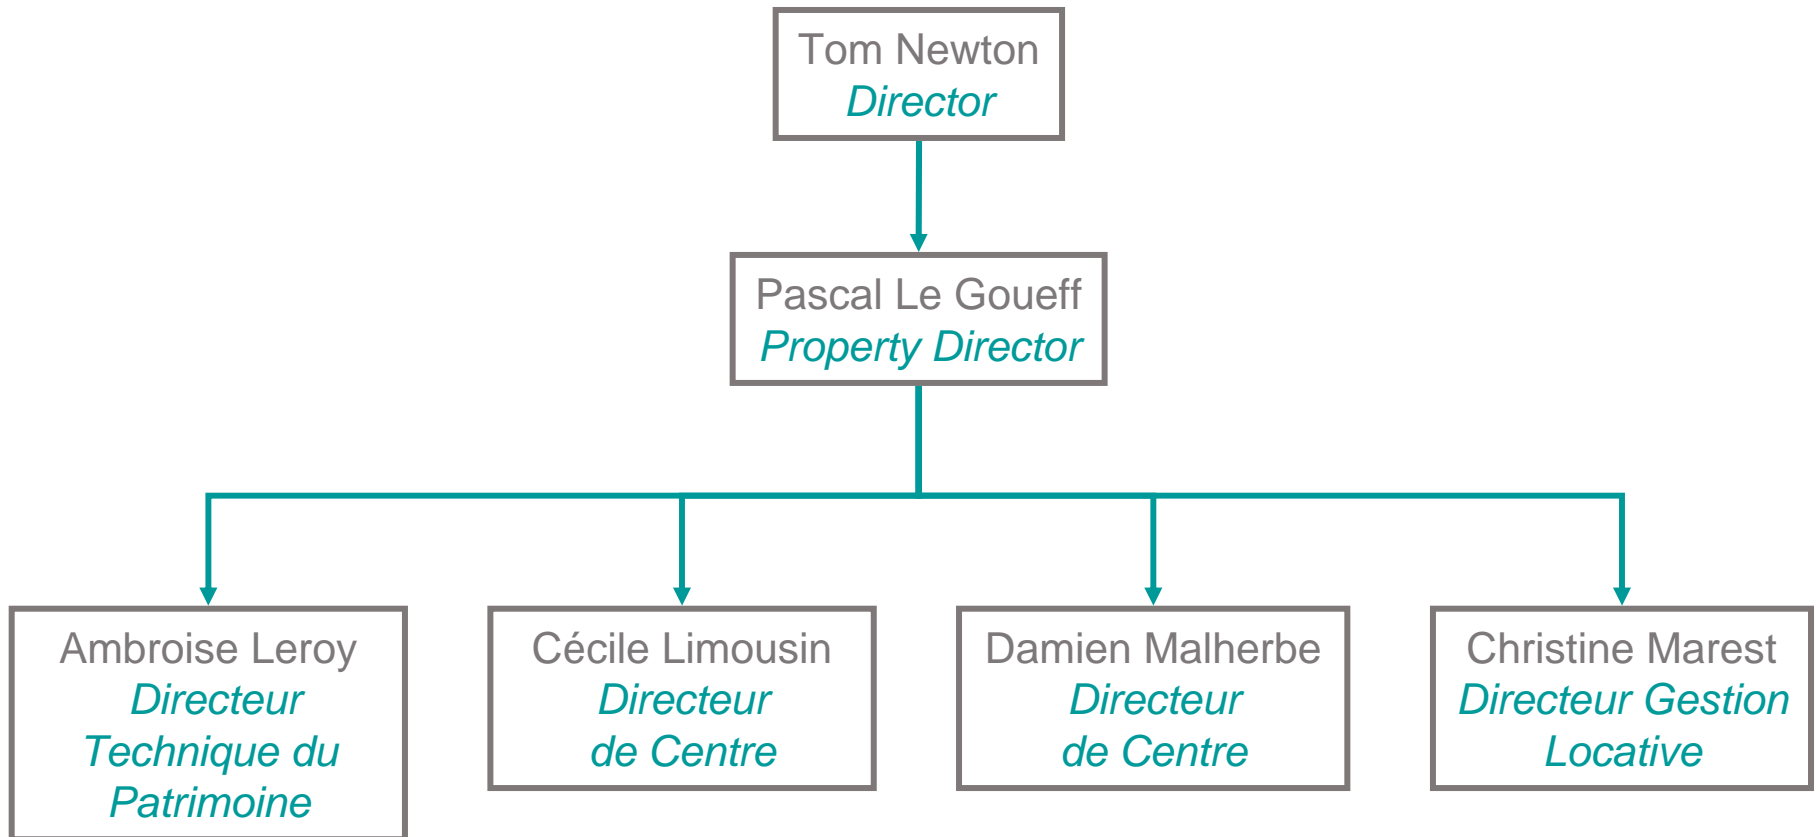 Tom Newton
Director
Pascal Le Goueff
Property Director
Ambroise Leroy
Directeur
Technique du
Patrimoine
Cécile Limousin
Directeur
de Centre
Damien Malherbe
Directeur
de Centre
Christine Marest
Directeur Gestion
Locative